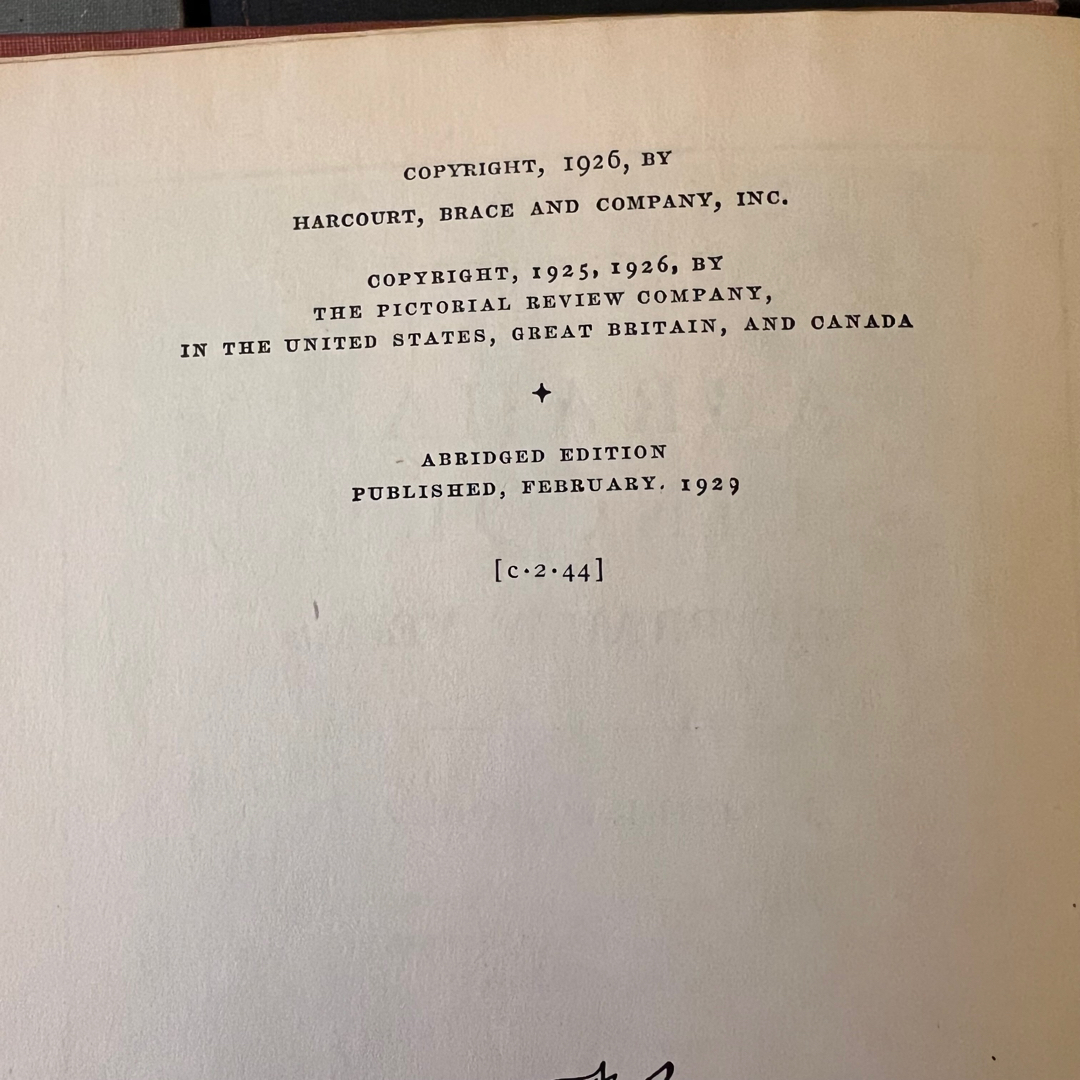 COPYRIGHT, 1926, BY
HARCOURT, BRACE AND COMPANY, INC.
COPYRIGHT, 1925, 1926, BY
THE PICTORIAL REVIEW COMPANY,
IN THE UNITED STATES, GREAT BRITAIN, AND CANADA
ABRIDGED EDITION
PUBLISHED, FEBRUARY. 1929
[c·2·44]